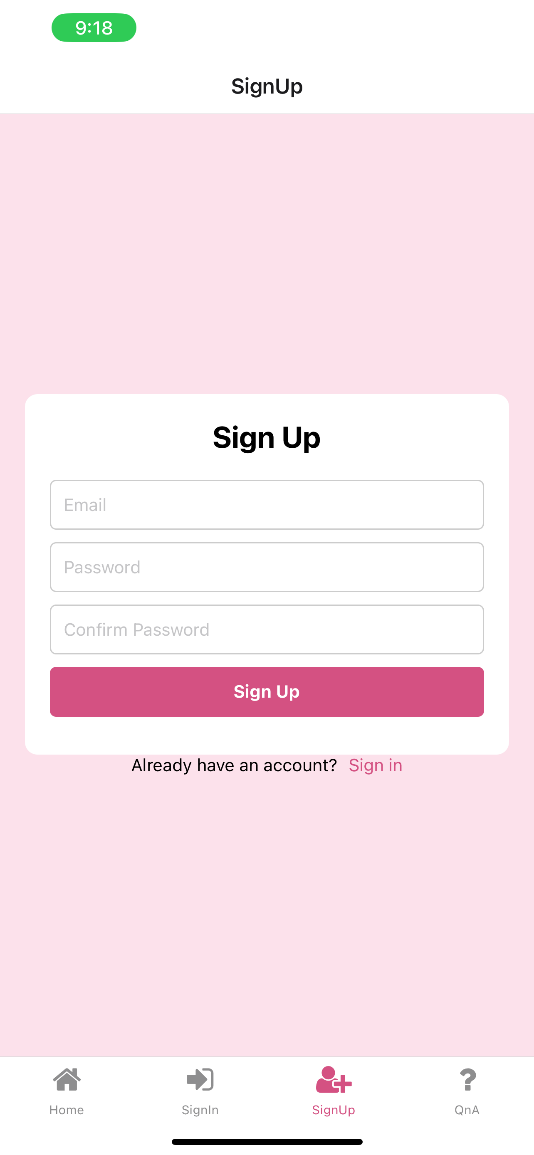 9:18
SignUp
Sign Up
Email
Password
Confirm Password
Sign Up
Already have an account? Sign in
Home SignIn SignUp QnA